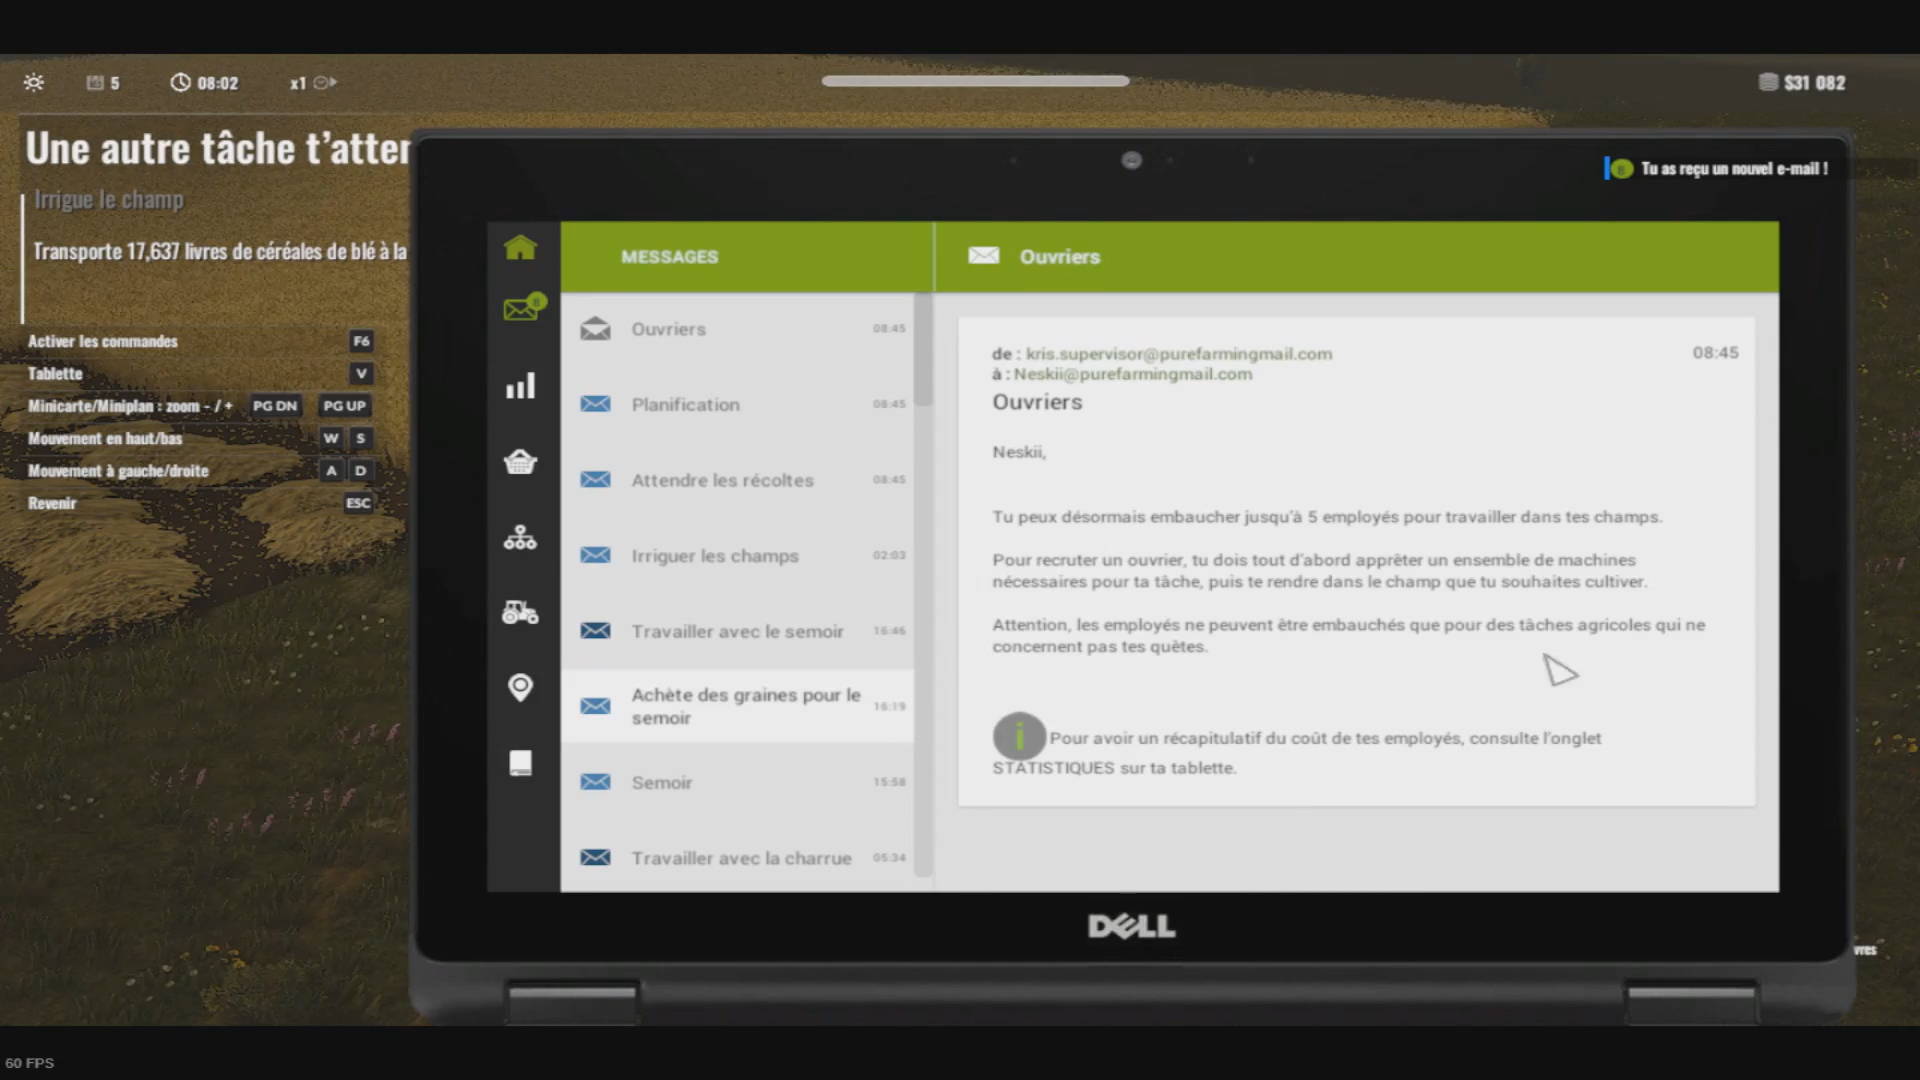 5
08:02
x1
$31 082
Une autre tâche t'atten
Irrigue le champ
Transporte 17,637 livres de céréales de blé à la
Activer les commandes F6
Tablette V
Minicarte/Miniplan : zoom - / + PG DN PG UP
Mouvement en haut/bas W S
Mouvement à gauche/droite A D
Revenir ESC
8 Tu as reçu un nouvel e-mail !
8
MESSAGES
Ouvriers 08:45
Planification 08:45
Attendre les récoltes 08:45
Irriguer les champs 02:03
Travailler avec le semoir 16:46
Achète des graines pour le
semoir 16:19
Semoir 15:58
Travailler avec la charrue 05:34
Ouvriers
de : kris.supervisor@purefarmingmail.com 08:45
à : Neskii@purefarmingmail.com
Ouvriers
Neskii,
Tu peux désormais embaucher jusqu'à 5 employés pour travailler dans tes champs.
Pour recruter un ouvrier, tu dois tout d'abord apprêter un ensemble de machines
nécessaires pour ta tâche, puis te rendre dans le champ que tu souhaites cultiver.
Attention, les employés ne peuvent être embauchés que pour des tâches agricoles qui ne
concernent pas tes quêtes.
i Pour avoir un récapitulatif du coût de tes employés, consulte l'onglet
STATISTIQUES sur ta tablette.
DELL
vres
60 FPS